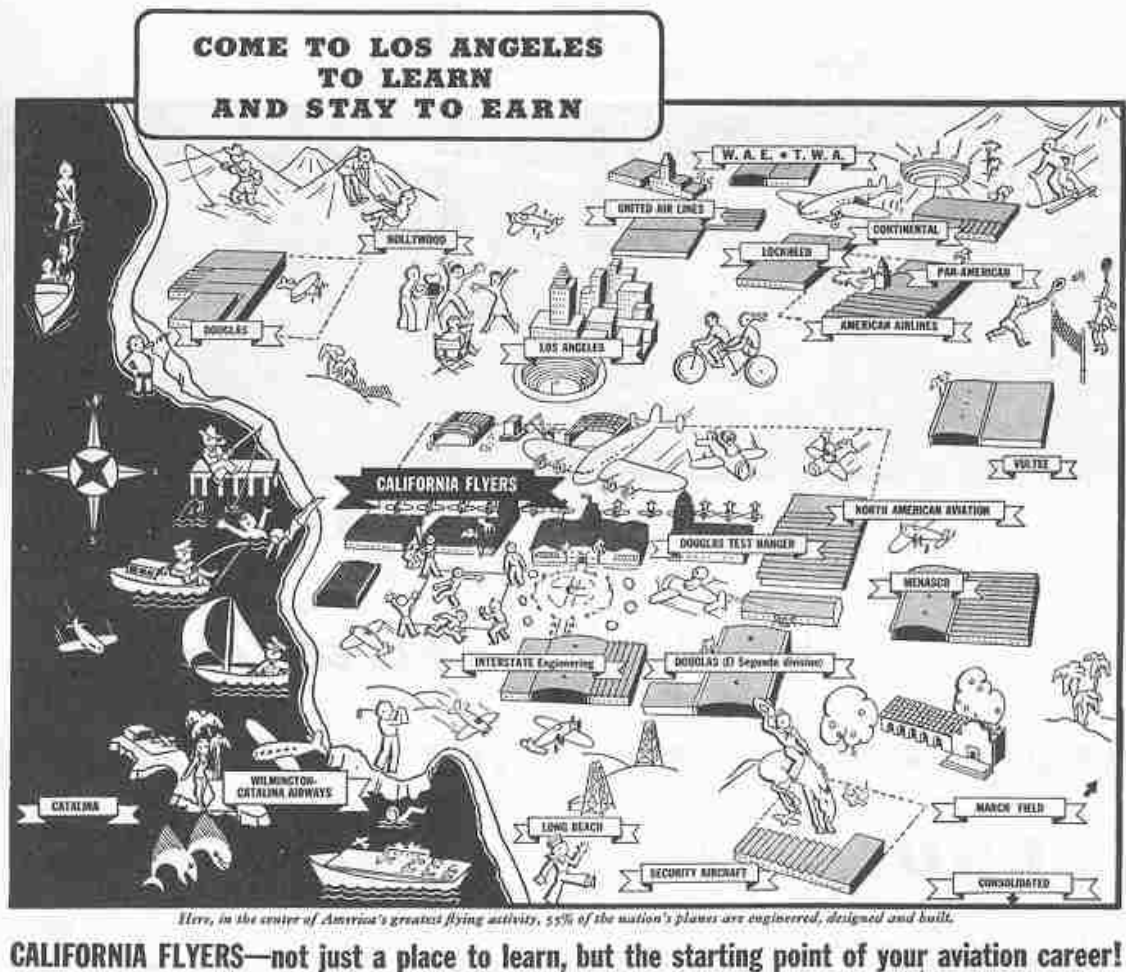 COME TO LOS ANGELES
TO LEARN
AND STAY TO EARN
W. A. E. • T. W. A.
UNITED AIR LINES
CONTINENTAL
HOLLYWOOD
LOCKHEED
PAN-AMERICAN
DOUGLAS
AMERICAN AIRLINES
LOS ANGELES
VULTEE
CALIFORNIA FLYERS
NORTH AMERICAN AVIATION
DOUGLAS TEST HANGER
MENASCO
INTERSTATE Engineering
DOUGLAS (El Segundo division)
WILMINGTON-
CATALINA AIRWAYS
CATALINA
MARCH FIELD
LONG BEACH
SECURITY AIRCRAFT
CONSOLIDATED
Here, in the center of America's greatest flying activity, 55% of the nation's planes are engineered, designed and built.
CALIFORNIA FLYERS—not just a place to learn, but the starting point of your aviation career!